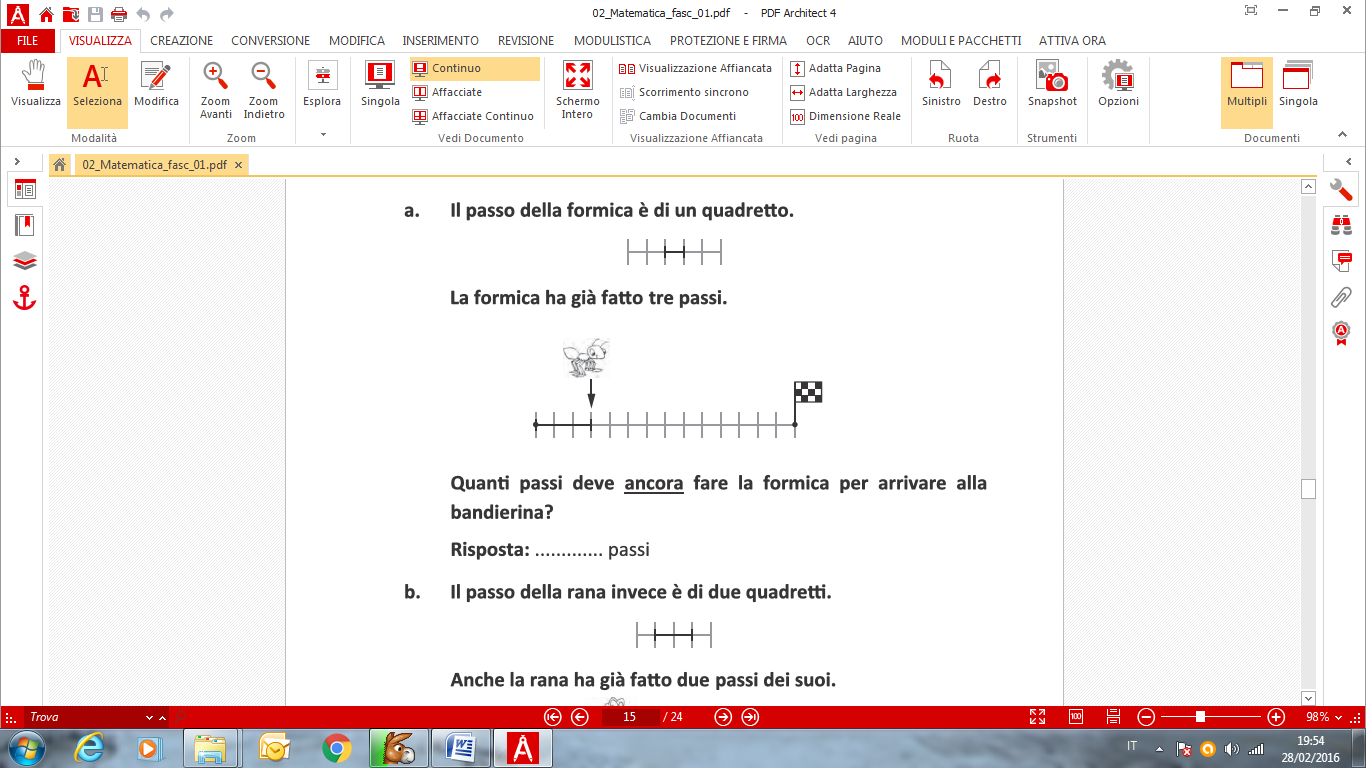 02_Matematica_fasc_01.pdf - PDF Architect 4
FILE VISUALIZZA CREAZIONE CONVERSIONE MODIFICA INSERIMENTO REVISIONE MODULISTICA PROTEZIONE E FIRMA OCR AIUTO MODULI E PACCHETTI ATTIVA ORA
Visualizza
Seleziona
Modifica
Modalità
Zoom Avanti
Zoom Indietro
Zoom
Esplora
Singola
Continuo
Affacciate
Affacciate Continuo
Vedi Documento
Schermo Intero
Visualizzazione Affiancata
Scorrimento sincrono
Cambia Documenti
Visualizzazione Affiancata
Adatta Pagina
Adatta Larghezza
100 Dimensione Reale
Vedi pagina
Sinistro
Destro
Ruota
Snapshot
Strumenti
Opzioni
Multipli
Singola
Documenti
02_Matematica_fasc_01.pdf
a. Il passo della formica è di un quadretto.
La formica ha già fatto tre passi.
Quanti passi deve ancora fare la formica per arrivare alla
bandierina?
Risposta: ............. passi
b. Il passo della rana invece è di due quadretti.
Anche la rana ha già fatto due passi dei suoi.
Trova
15 / 24
100
98%
IT
19:54
28/02/2016